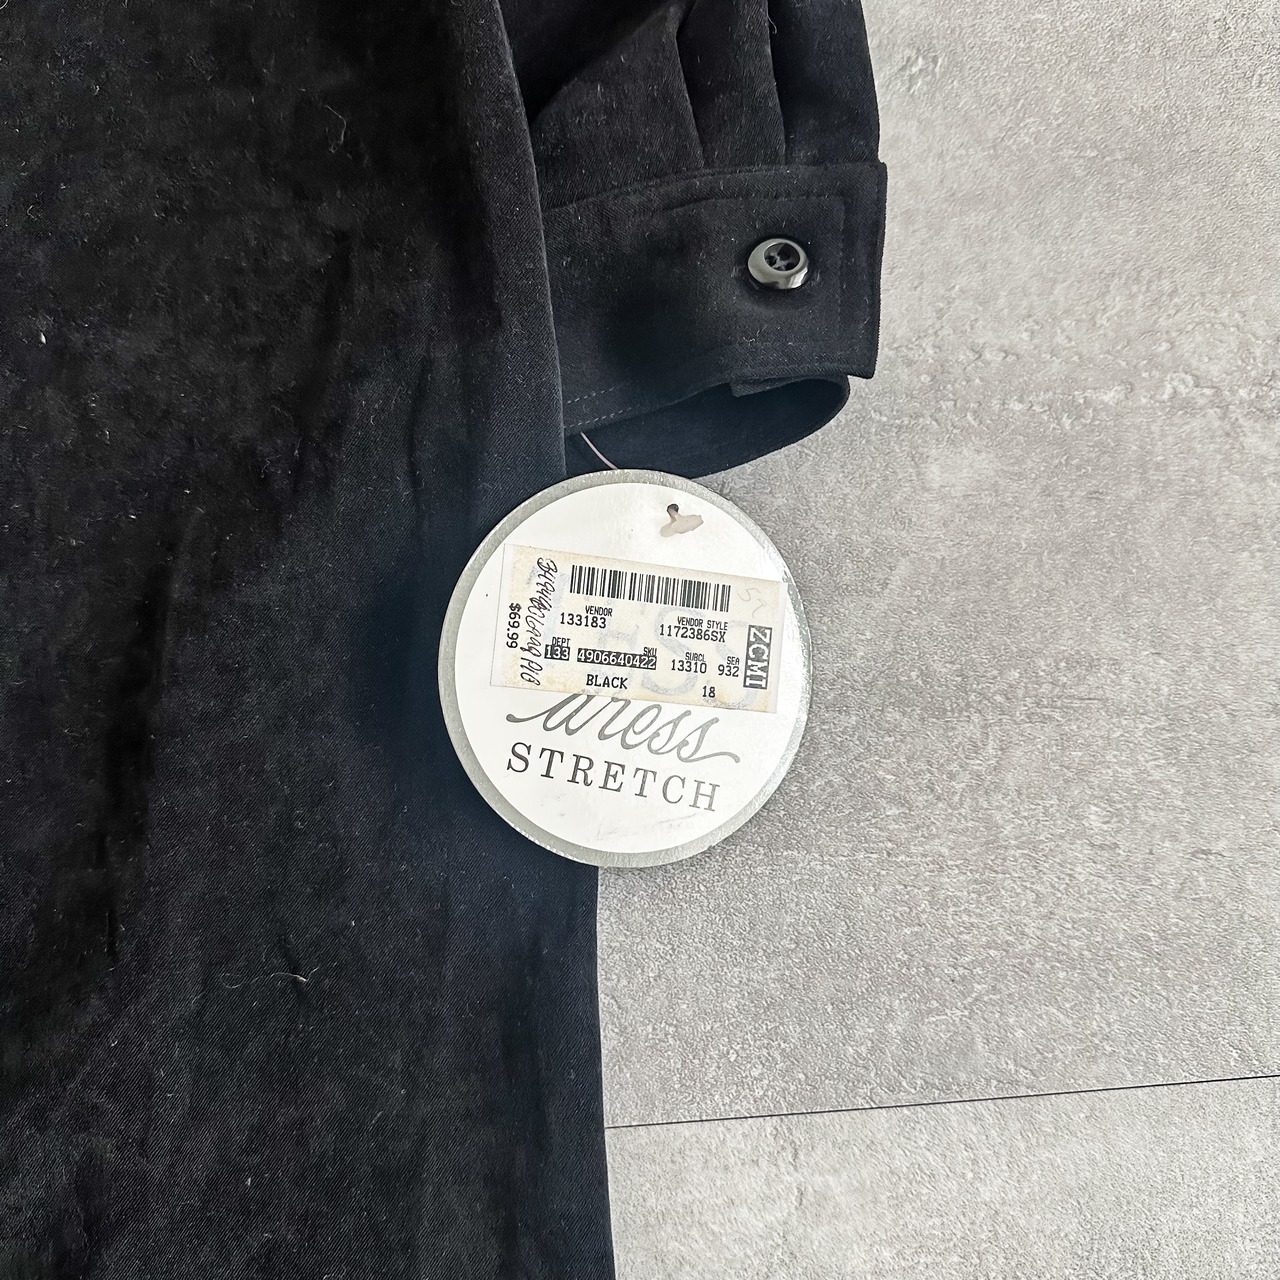 VENDOR
133183
VENDOR STYLE
1172386SX
DEPT
133
SKU
4906640422
SUBCL
13310
SEA
932
BLACK
18
$69.99
ZCMI
dress
STRETCH